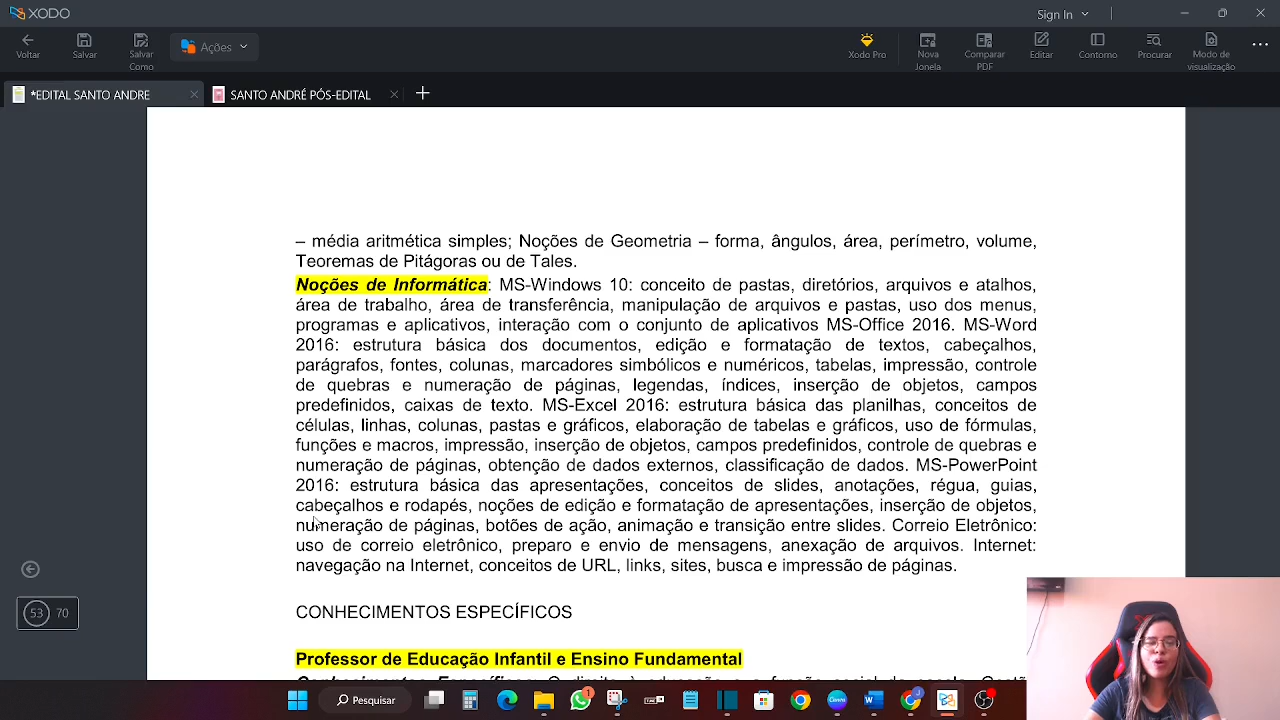 XODO
Sign In
Voltar
Salvar
Salvar Como
Ações
Xodo Pro
Nova Jonela
Comparar PDF
Editar
Contorno
Procurar
Modo de visualização
*EDITAL SANTO ANDRE
SANTO ANDRÉ PÓS-EDITAL
– média aritmética simples; Noções de Geometria – forma, ângulos, área, perímetro, volume,
Teoremas de Pitágoras ou de Tales.
Noções de Informática: MS-Windows 10: conceito de pastas, diretórios, arquivos e atalhos,
área de trabalho, área de transferência, manipulação de arquivos e pastas, uso dos menus,
programas e aplicativos, interação com o conjunto de aplicativos MS-Office 2016. MS-Word
2016: estrutura básica dos documentos, edição e formatação de textos, cabeçalhos,
parágrafos, fontes, colunas, marcadores simbólicos e numéricos, tabelas, impressão, controle
de quebras e numeração de páginas, legendas, índices, inserção de objetos, campos
predefinidos, caixas de texto. MS-Excel 2016: estrutura básica das planilhas, conceitos de
células, linhas, colunas, pastas e gráficos, elaboração de tabelas e gráficos, uso de fórmulas,
funções e macros, impressão, inserção de objetos, campos predefinidos, controle de quebras e
numeração de páginas, obtenção de dados externos, classificação de dados. MS-PowerPoint
2016: estrutura básica das apresentações, conceitos de slides, anotações, régua, guias,
cabeçalhos e rodapés, noções de edição e formatação de apresentações, inserção de objetos,
numeração de páginas, botões de ação, animação e transição entre slides. Correio Eletrônico:
uso de correio eletrônico, preparo e envio de mensagens, anexação de arquivos. Internet:
navegação na Internet, conceitos de URL, links, sites, busca e impressão de páginas.
53 70
CONHECIMENTOS ESPECÍFICOS
Professor de Educação Infantil e Ensino Fundamental
Pesquisar